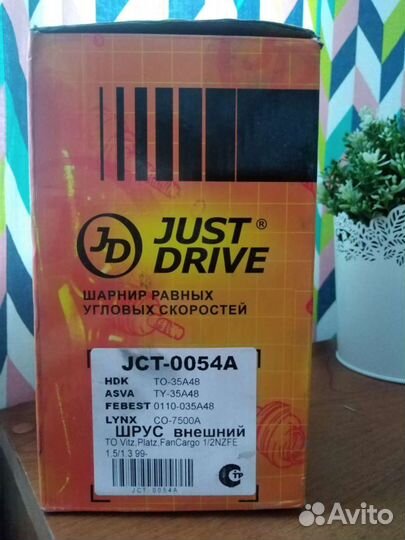 JD
JUST®
DRIVE
ШАРНИР РАВНЫХ
УГЛОВЫХ СКОРОСТЕЙ
JCT-0054A
HDK TO-35A48
ASVA TY-35A48
FEBEST 0110-035A48
LYNX CO-7500A
ШРУС внешний
TO Vitz,Platz,FanCargo 1/2NZFE
1.5/1.3 99-
JCT 0054A
Avito